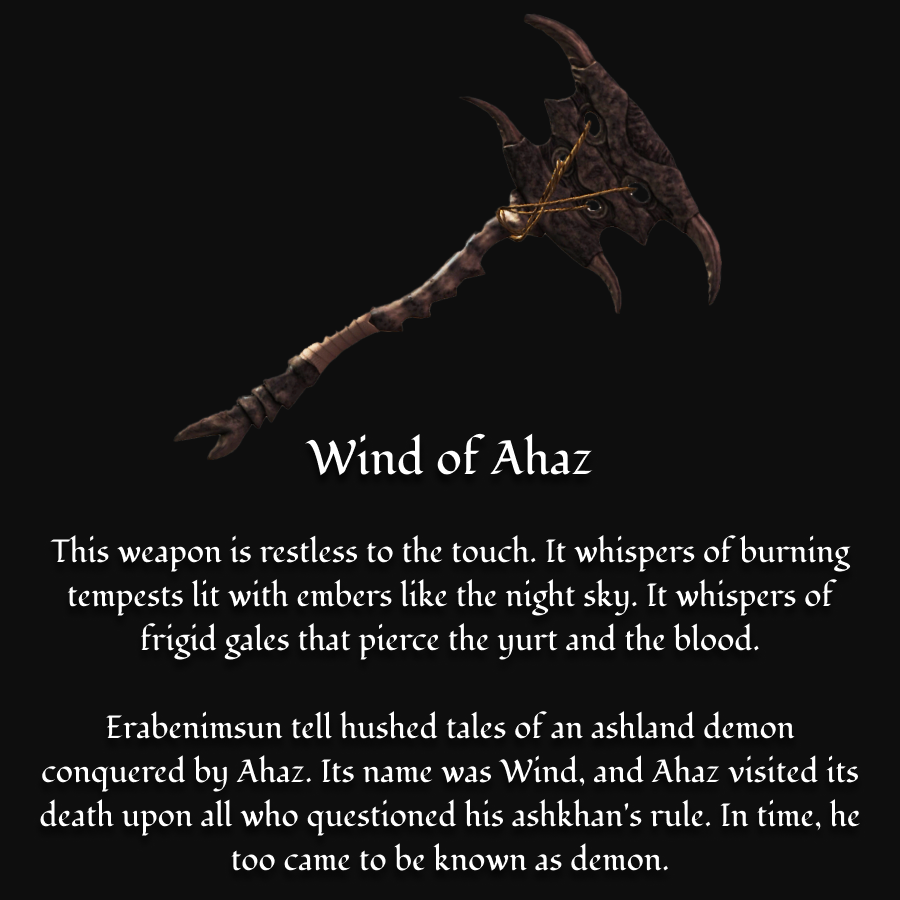 Wind of Ahaz
This weapon is restless to the touch. It whispers of burning
tempests lit with embers like the night sky. It whispers of
frigid gales that pierce the yurt and the blood.
Erabenimsun tell hushed tales of an ashland demon
conquered by Ahaz. Its name was Wind, and Ahaz visited its
death upon all who questioned his ashkhan's rule. In time, he
too came to be known as demon.